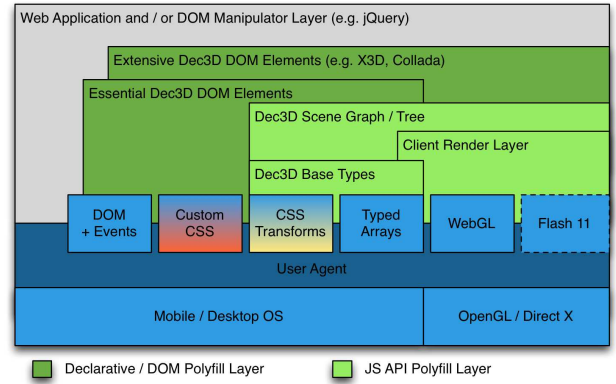 Web Application and / or DOM Manipulator Layer (e.g. jQuery)
Extensive Dec3D DOM Elements (e.g. X3D, Collada)
Essential Dec3D DOM Elements
Dec3D Scene Graph / Tree
Client Render Layer
Dec3D Base Types
DOM
+ Events
Custom
CSS
CSS
Transforms
Typed
Arrays
WebGL
Flash 11
User Agent
Mobile / Desktop OS
OpenGL / Direct X
Declarative / DOM Polyfill Layer
JS API Polyfill Layer